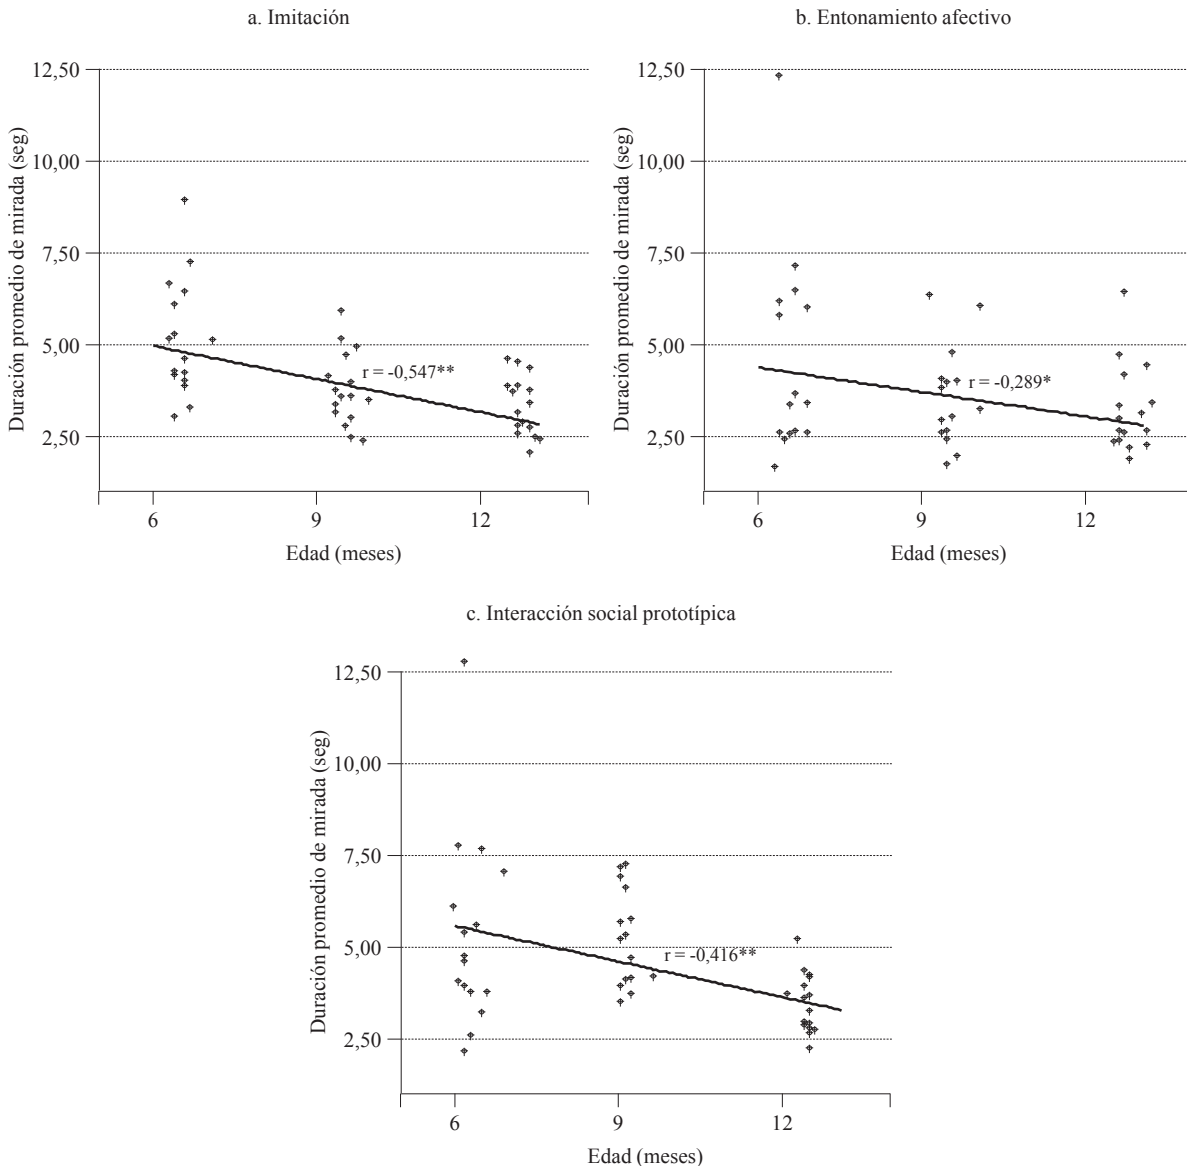 a. Imitación
12,50
10,00
7,50
5,00
2,50
Duración promedio de mirada (seg)
r = -0,547**
6 9 12
Edad (meses)
b. Entonamiento afectivo
12,50
10,00
7,50
5,00
2,50
Duración promedio de mirada (seg)
r = -0,289*
6 9 12
Edad (meses)
c. Interacción social prototípica
12,50
10,00
7,50
5,00
2,50
Duración promedio de mirada (seg)
r = -0,416**
6 9 12
Edad (meses)